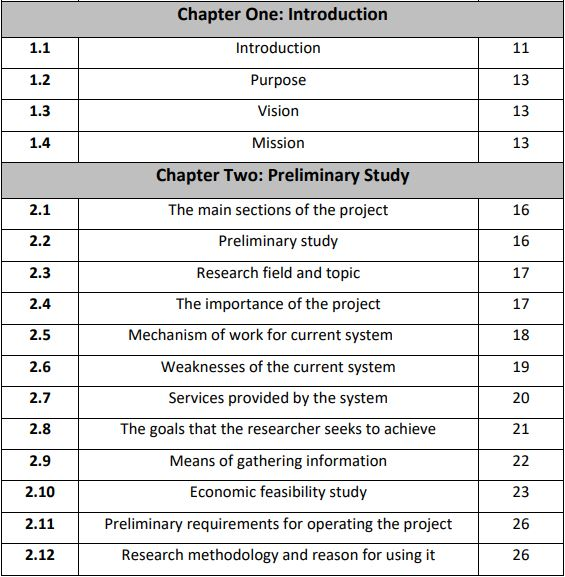 Chapter One: Introduction
1.1 Introduction 11
1.2 Purpose 13
1.3 Vision 13
1.4 Mission 13
Chapter Two: Preliminary Study
2.1 The main sections of the project 16
2.2 Preliminary study 16
2.3 Research field and topic 17
2.4 The importance of the project 17
2.5 Mechanism of work for current system 18
2.6 Weaknesses of the current system 19
2.7 Services provided by the system 20
2.8 The goals that the researcher seeks to achieve 21
2.9 Means of gathering information 22
2.10 Economic feasibility study 23
2.11 Preliminary requirements for operating the project 26
2.12 Research methodology and reason for using it 26